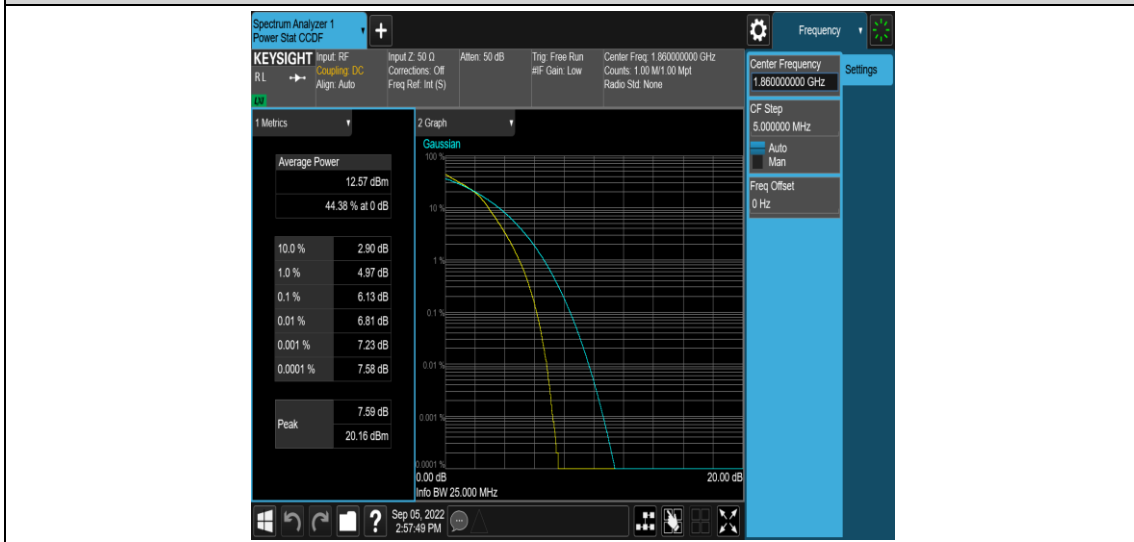 Spectrum Analyzer 1
Power Stat CCDF
+
Frequency
KEYSIGHT
RL
LXI
Input: RF
Coupling: DC
Align: Auto
Input Z: 50 Ω
Corrections: Off
Freq Ref: Int (S)
Atten: 50 dB
Trig: Free Run
#IF Gain: Low
Center Freq: 1.860000000 GHz
Counts: 1.00 M/1.00 Mpt
Radio Std: None
Center Frequency
1.860000000 GHz
Settings
CF Step
5.000000 MHz
Auto
Man
Freq Offset
0 Hz
1 Metrics
Average Power
12.57 dBm
44.38 % at 0 dB
10.0 % 2.90 dB
1.0 % 4.97 dB
0.1 % 6.13 dB
0.01 % 6.81 dB
0.001 % 7.23 dB
0.0001 % 7.58 dB
Peak
7.59 dB
20.16 dBm
2 Graph
Gaussian
100 %
10 %
1 %
0.1 %
0.01 %
0.001 %
0.0001 %
0.00 dB 20.00 dB
Info BW 25.000 MHz
?
Sep 05, 2022
2:57:49 PM